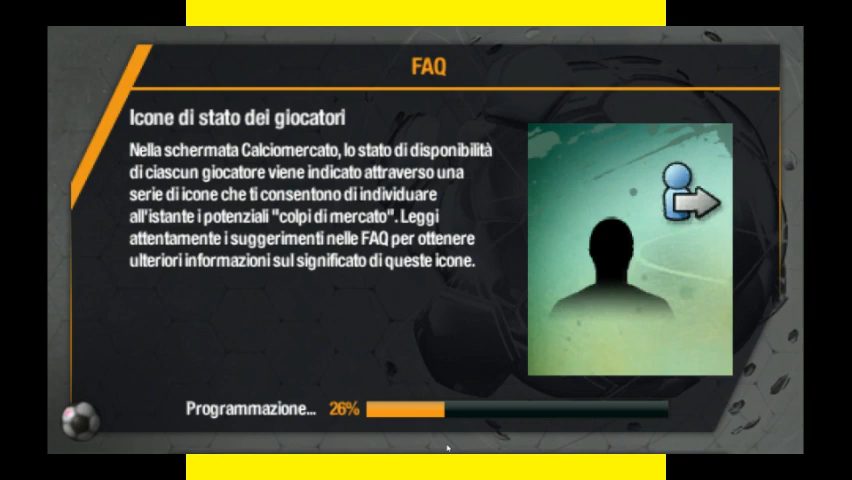 FAQ
Icone di stato dei giocatori
Nella schermata Calciomercato, lo stato di disponibilità
di ciascun giocatore viene indicato attraverso una
serie di icone che ti consentono di individuare
all'istante i potenziali "colpi di mercato". Leggi
attentamente i suggerimenti nelle FAQ per ottenere
ulteriori informazioni sul significato di queste icone.
Programmazione... 26%